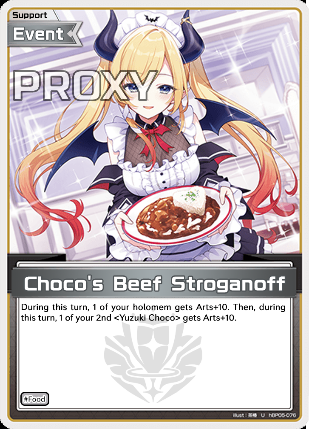 Support
Event
PROXY
Choco's Beef Stroganoff
During this turn, 1 of your holomem gets Arts+10. Then, during
this turn, 1 of your 2nd <Yuzuki Choco> gets Arts+10.
#Food
Illust: 茶椿 U hBP05-076